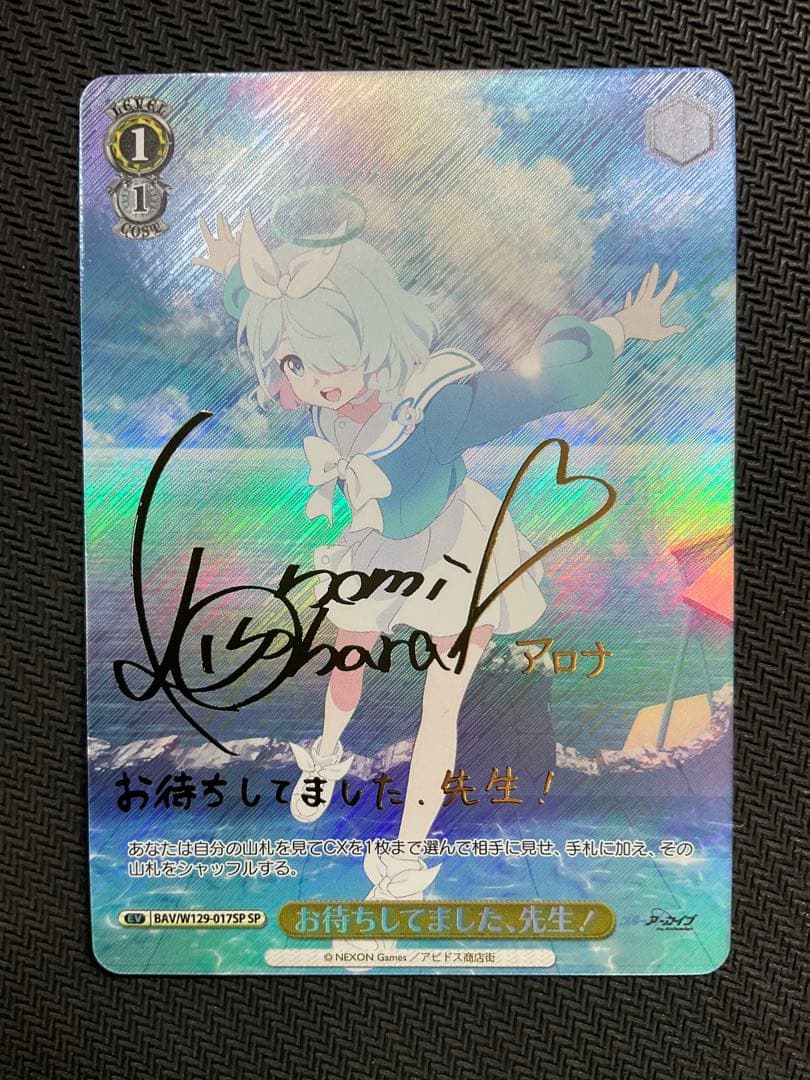 LEVEL
1
1
COST
Konomi
Kohara
アロナ
お待ちしてました、先生!
あなたは自分の山札を見てCXを1枚まで選んで相手に見せ、手札に加え、その
山札をシャッフルする。
EV BAV/W129-017SP SP お待ちしてました、先生! ブルーアーカイブ
The Animation
© NEXON Games／アビドス商店街